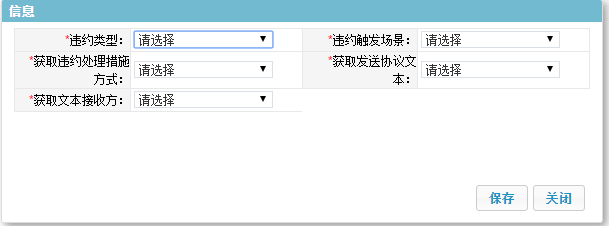 信息
*违约类型： 请选择 *违约触发场景： 请选择
*获取违约处理措施方式： 请选择 *获取发送协议文本： 请选择
*获取文本接收方： 请选择
保存 关闭